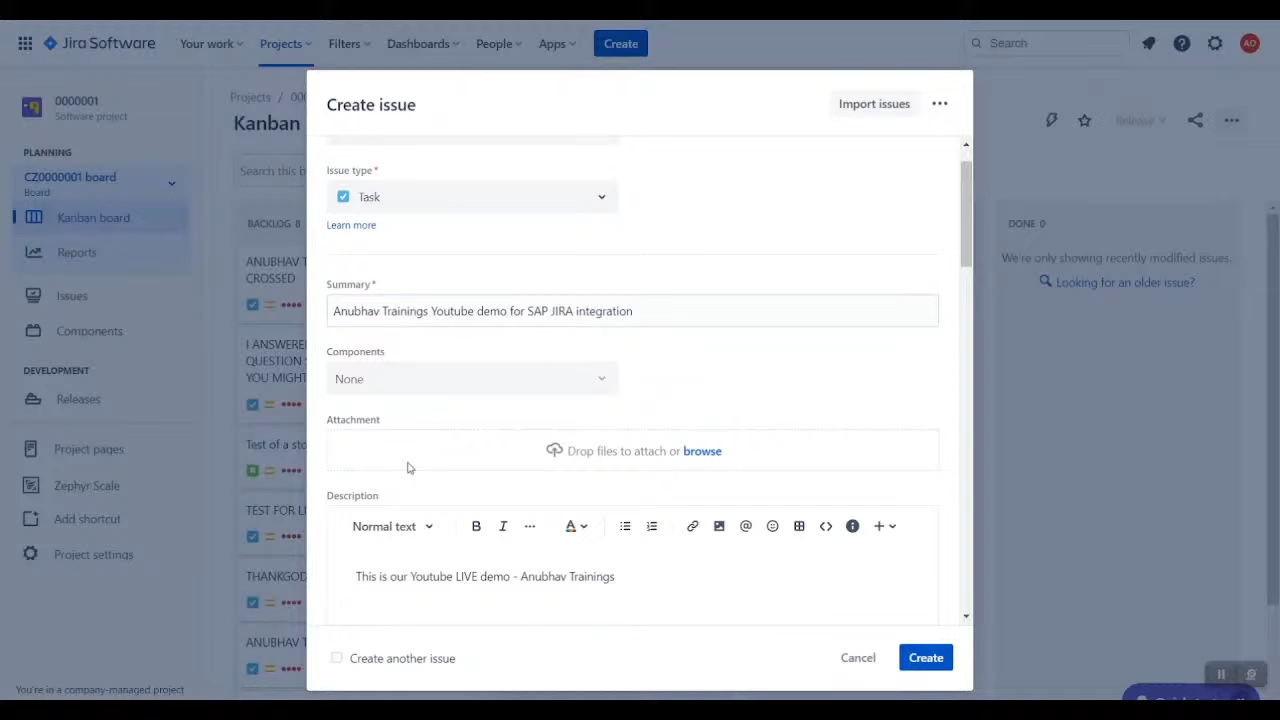 Jira Software
Your work
Projects
Filters
Dashboards
People
Apps
Create
Search
AO
0000001
Software project
PLANNING
CZ0000001 board
Board
Kanban board
Reports
Issues
Components
DEVELOPMENT
Releases
Project pages
Zephyr Scale
Add shortcut
Project settings
You're in a company-managed project
Projects / 00
Kanban
Search this b
BACKLOG 8
ANUBHAV T
CROSSED
I ANSWERE
QUESTION
YOU MIGHT
Test of a sto
TEST FOR L
THANKGOD
ANUBHAV T
Create issue
Import issues
Issue type *
Task
Learn more
Summary *
Anubhav Trainings Youtube demo for SAP JIRA integration
Components
None
Attachment
Drop files to attach or browse
Description
Normal text
B I A @
This is our Youtube LIVE demo - Anubhav Trainings
Create another issue
Cancel
Create
Release
DONE 0
We're only showing recently modified issues.
Looking for an older issue?